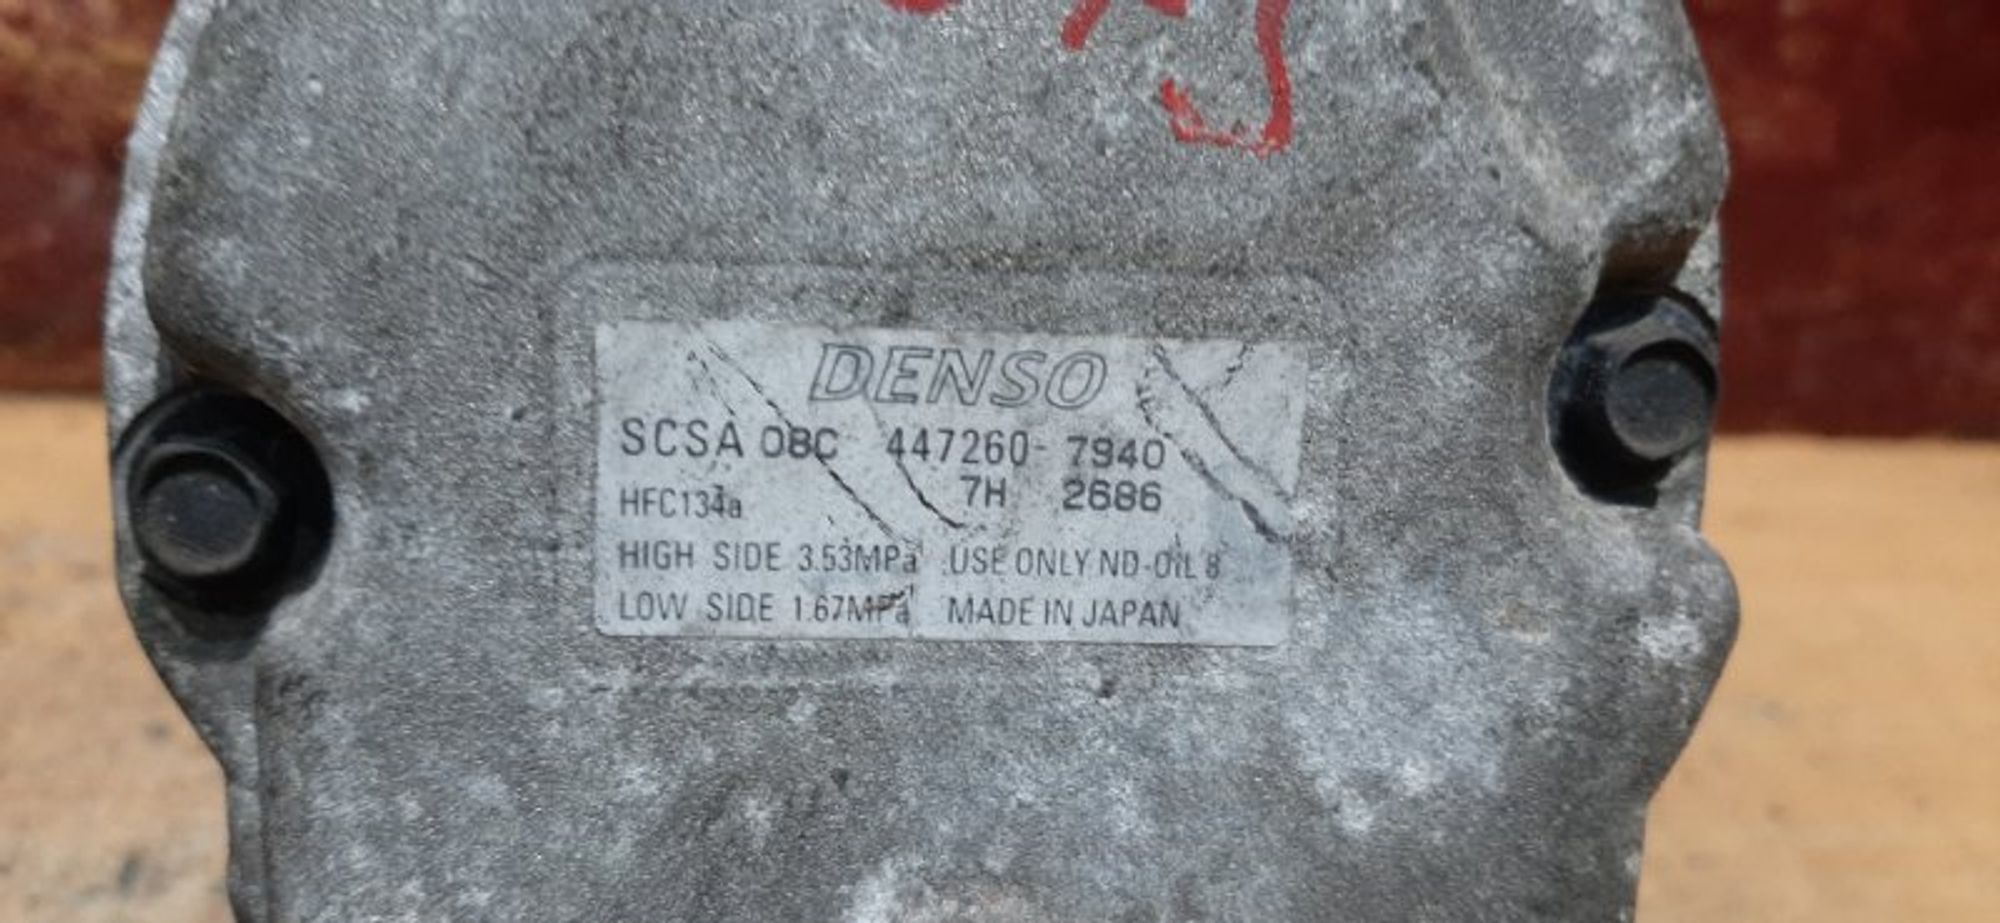 DENSO
SCSA 08C 447260-7940
HFC134a 7H 2686
HIGH SIDE 3.53MPa USE ONLY ND-OIL 8
LOW SIDE 1.67MPa MADE IN JAPAN